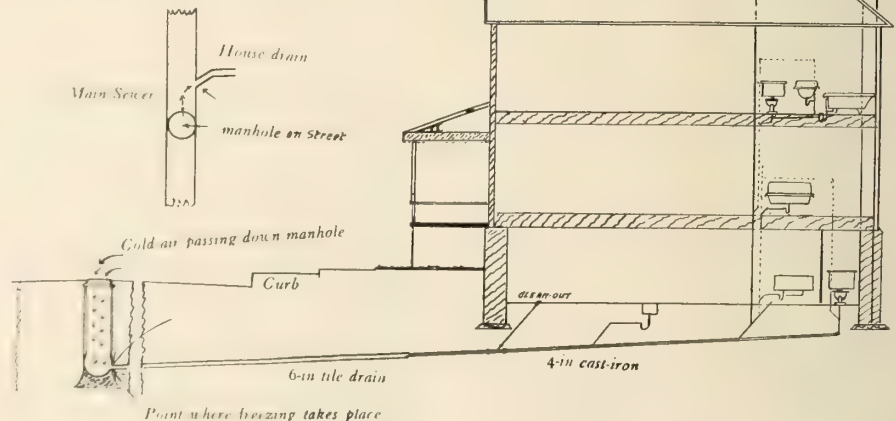 House drain
Main Sewer
manhole on street
Cold air passing down manhole
Curb
CLEAN-OUT
6-in tile drain
4-in cast-iron
Point where freezing takes place